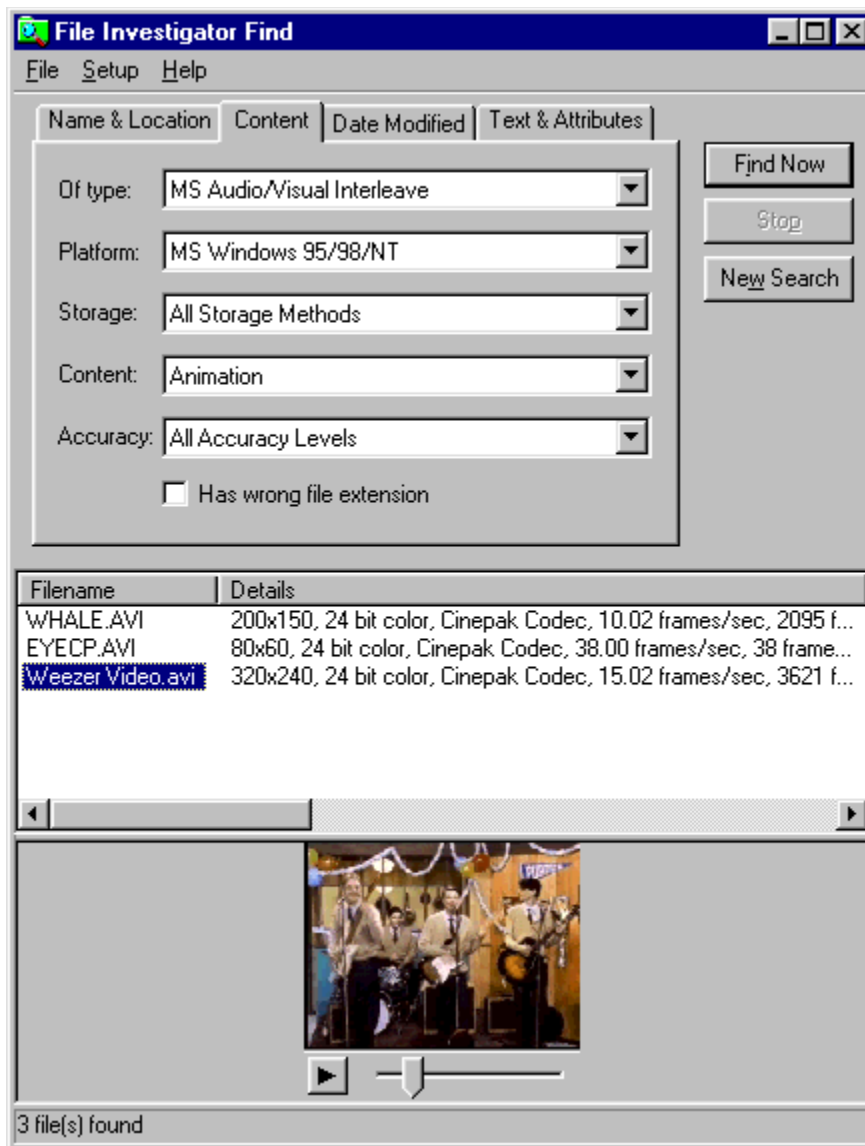 File Investigator Find
File Setup Help
Name & Location Content Date Modified Text & Attributes
Of type: MS Audio/Visual Interleave
Find Now
Stop
Platform: MS Windows 95/98/NT
New Search
Storage: All Storage Methods
Content: Animation
Accuracy: All Accuracy Levels
Has wrong file extension
Filename Details
WHALE.AVI 200x150, 24 bit color, Cinepak Codec, 10.02 frames/sec, 2095 f...
EYECP.AVI 80x60, 24 bit color, Cinepak Codec, 38.00 frames/sec, 38 frame...
Weezer Video.avi 320x240, 24 bit color, Cinepak Codec, 15.02 frames/sec, 3621 f...
3 file(s) found